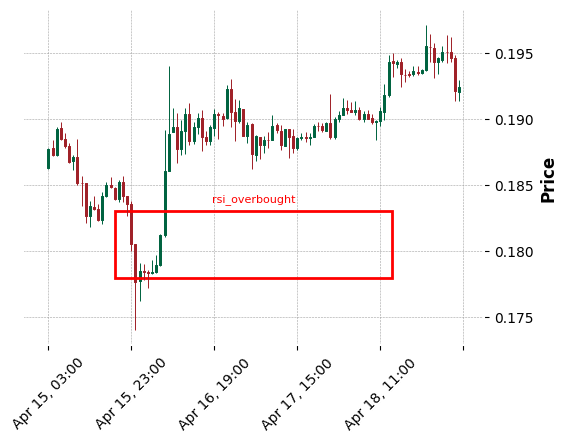 0.195
0.190
rsi_overbought
0.185
0.180
0.175
Price
Apr 15, 03:00
Apr 15, 23:00
Apr 16, 19:00
Apr 17, 15:00
Apr 18, 11:00